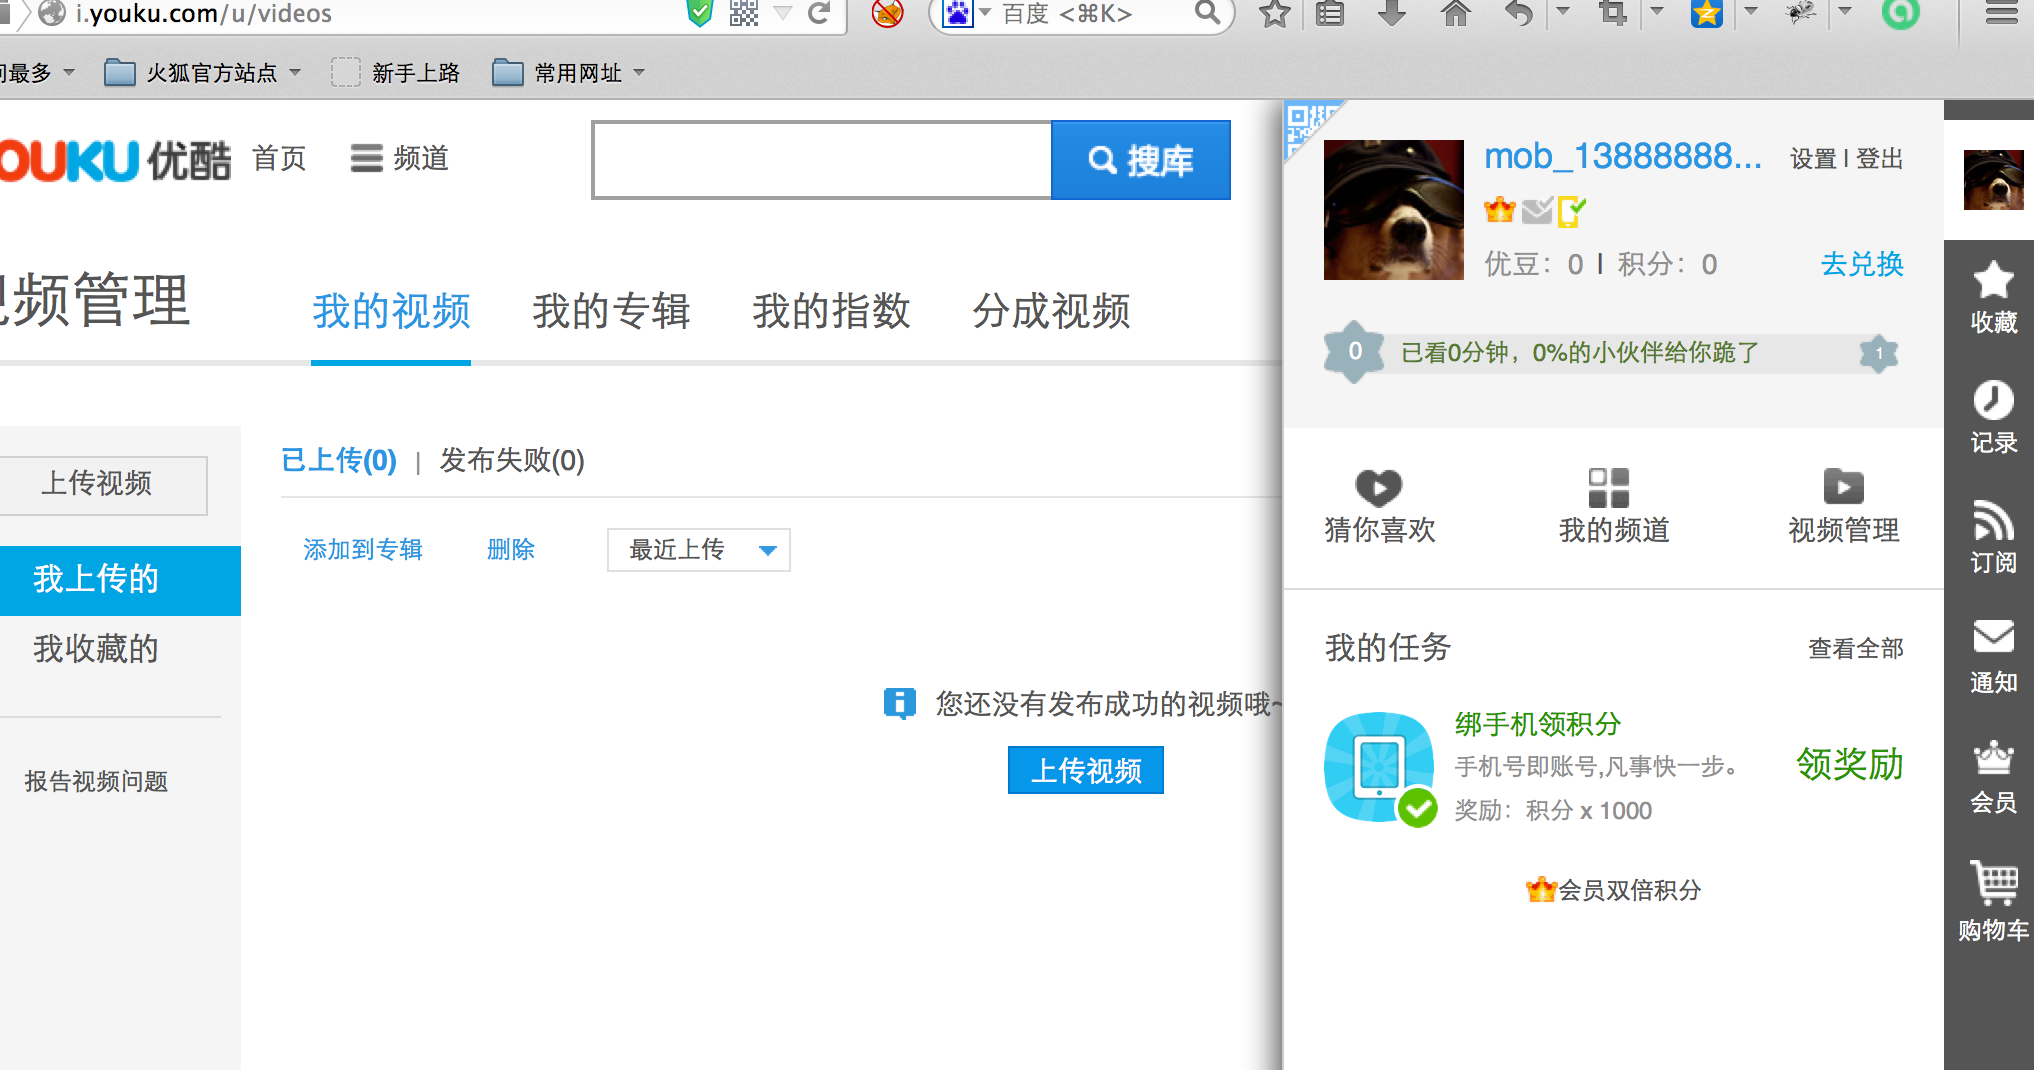 i.youku.com/u/videos
百度 <⌘K>
问最多
火狐官方站点
新手上路
常用网址
YOUKU 优酷
首页
频道
搜库
mob_13888888...
设置 | 登出
优豆：0 | 积分：0
去兑换
视频管理
我的视频
我的专辑
我的指数
分成视频
0
已看0分钟，0%的小伙伴给你跪了
1
上传视频
我上传的
我收藏的
报告视频问题
已上传(0) | 发布失败(0)
添加到专辑
删除
最近上传
您还没有发布成功的视频哦~
上传视频
猜你喜欢
我的频道
视频管理
我的任务
查看全部
绑手机领积分
手机号即账号,凡事快一步。
奖励：积分 x 1000
领奖励
会员双倍积分
收藏
记录
订阅
通知
会员
购物车